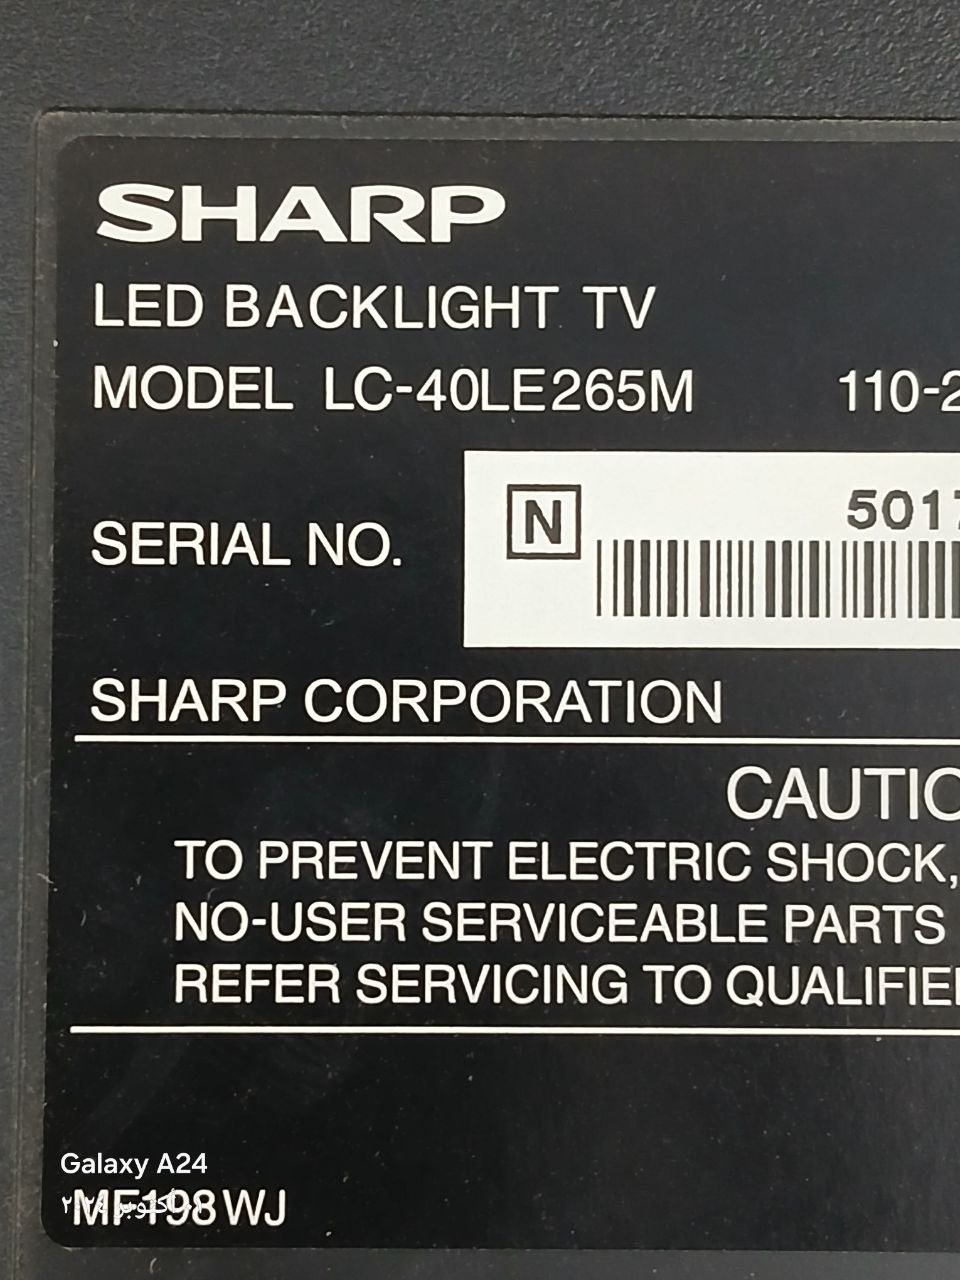 SHARP
LED BACKLIGHT TV
MODEL LC-40LE265M 110-2
N 5017
SERIAL NO.
SHARP CORPORATION
CAUTIO
TO PREVENT ELECTRIC SHOCK,
NO-USER SERVICEABLE PARTS
REFER SERVICING TO QUALIFIE
Galaxy A24
MF198WJ